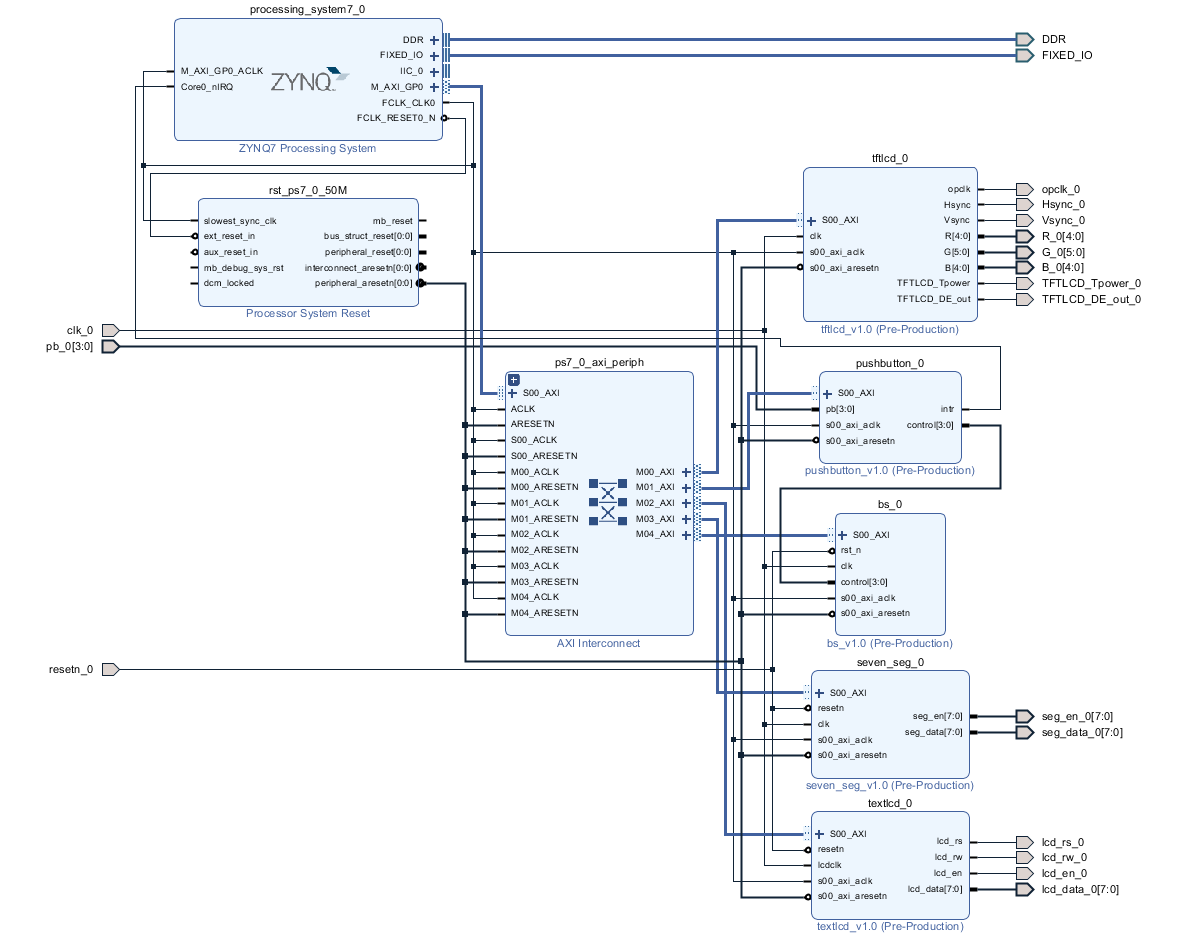 processing_system7_0
DDR
FIXED_IO
IIC_0
M_AXI_GP0_ACLK
M_AXI_GP0
Core0_nIRQ
FCLK_CLK0
FCLK_RESET0_N
ZYNQ
ZYNQ7 Processing System
DDR
FIXED_IO
rst_ps7_0_50M
slowest_sync_clk
mb_reset
ext_reset_in
bus_struct_reset[0:0]
aux_reset_in
peripheral_reset[0:0]
mb_debug_sys_rst
interconnect_aresetn[0:0]
dcm_locked
peripheral_aresetn[0:0]
Processor System Reset
tftlcd_0
opclk
S00_AXI
Hsync
Vsync
clk
R[4:0]
s00_axi_aclk
G[5:0]
s00_axi_aresetn
B[4:0]
TFTLCD_Tpower
TFTLCD_DE_out
tftlcd_v1.0 (Pre-Production)
opclk_0
Hsync_0
Vsync_0
R_0[4:0]
G_0[5:0]
B_0[4:0]
TFTLCD_Tpower_0
TFTLCD_DE_out_0
clk_0
pb_0[3:0]
ps7_0_axi_periph
S00_AXI
ACLK
ARESETN
S00_ACLK
S00_ARESETN
M00_ACLK
M00_ARESETN
M01_ACLK
M01_ARESETN
M02_ACLK
M02_ARESETN
M03_ACLK
M03_ARESETN
M04_ACLK
M04_ARESETN
M00_AXI
M01_AXI
M02_AXI
M03_AXI
M04_AXI
AXI Interconnect
pushbutton_0
S00_AXI
pb[3:0]
intr
s00_axi_aclk
control[3:0]
s00_axi_aresetn
pushbutton_v1.0 (Pre-Production)
bs_0
S00_AXI
rst_n
clk
control[3:0]
s00_axi_aclk
s00_axi_aresetn
bs_v1.0 (Pre-Production)
resetn_0
seven_seg_0
S00_AXI
resetn
seg_en[7:0]
clk
seg_data[7:0]
s00_axi_aclk
s00_axi_aresetn
seven_seg_v1.0 (Pre-Production)
seg_en_0[7:0]
seg_data_0[7:0]
textlcd_0
S00_AXI
lcd_rs
resetn
lcd_rw
lcdclk
lcd_en
s00_axi_aclk
lcd_data[7:0]
s00_axi_aresetn
textlcd_v1.0 (Pre-Production)
lcd_rs_0
lcd_rw_0
lcd_en_0
lcd_data_0[7:0]